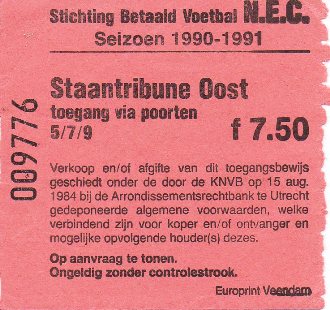 Stichting Betaald Voetbal N.E.C.
Seizoen 1990-1991
Staantribune Oost
toegang via poorten
5/7/9
f 7.50
009776
Verkoop en/of afgifte van dit toegangsbewijs
geschiedt onder de door de KNVB op 15 aug.
1984 bij de Arrondissementsrechtbank te Utrecht
gedeponeerde algemene voorwaarden, welke
verbindend zijn voor koper en/of ontvanger en
mogelijke opvolgende houder(s) dezes.
Op aanvraag te tonen.
Ongeldig zonder controlestrook.
Europrint Veendam